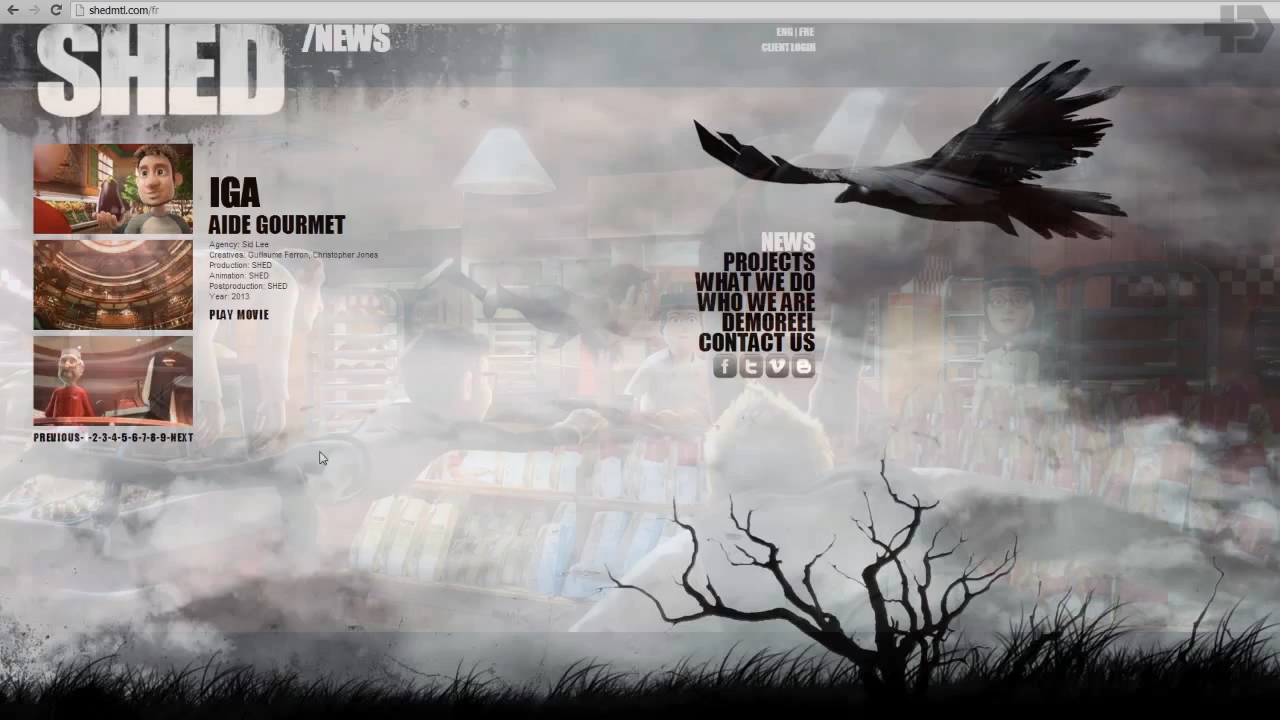 shedmtl.com/fr
SHED
/NEWS
ENG | FRE
CLIENT LOGIN
IGA
AIDE GOURMET
Agency: Sid Lee
Creatives: Guillaume Ferron, Christopher Jones
Production: SHED
Animation: SHED
Postproduction: SHED
Year: 2013
PLAY MOVIE
NEWS
PROJECTS
WHAT WE DO
WHO WE ARE
DEMOREEL
CONTACT US
PREVIOUS- -2-3-4-5-6-7-8-9-NEXT